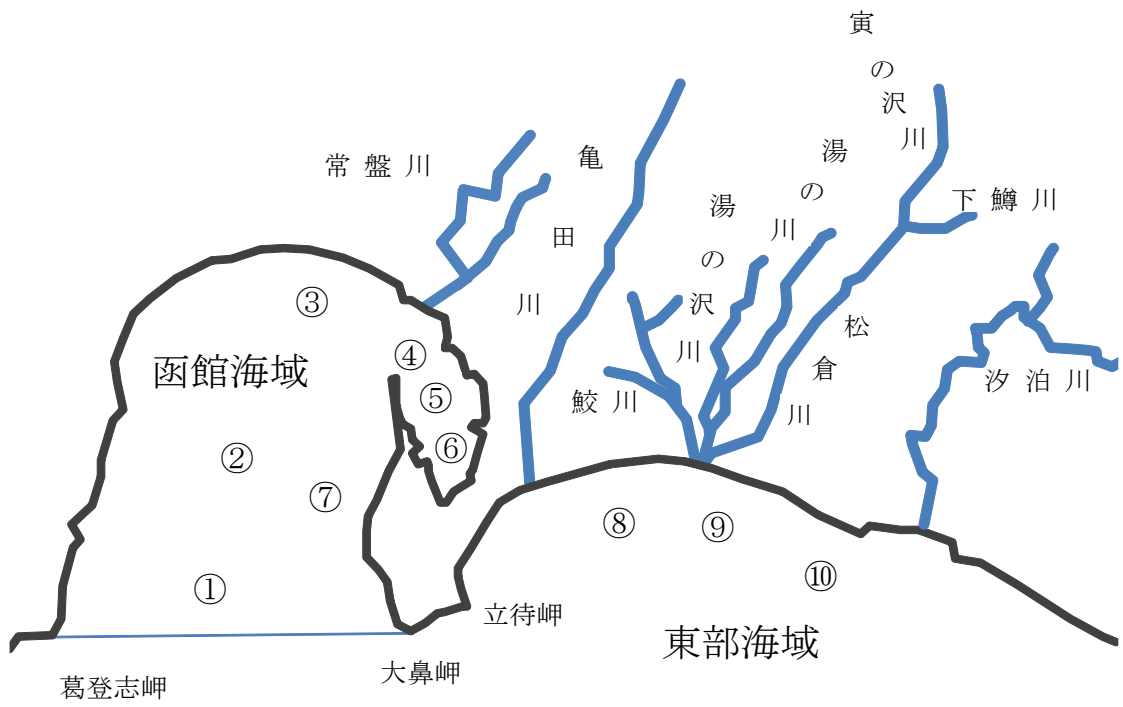 寅の沢川
湯の川
亀田川
常盤川
湯の沢川
下鱒川
③
松倉川
④
函館海域
汐泊川
⑤
鮫川
⑥
②
⑦
⑧
⑨
⑩
①
立待岬
東部海域
大鼻岬
葛登志岬